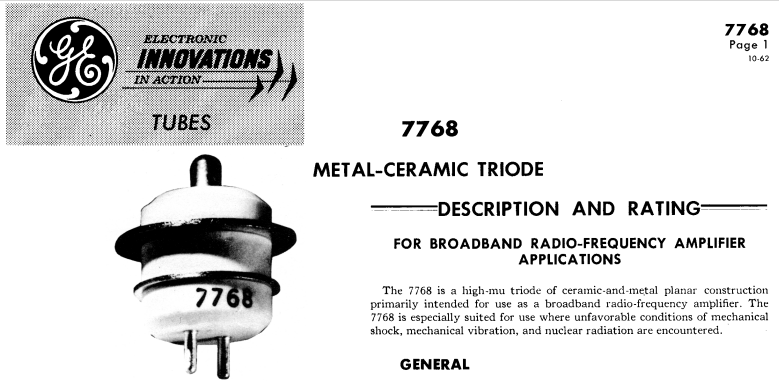 GE
ELECTRONIC
INNOVATIONS
IN ACTION
TUBES
7768
Page 1
10-62
7768
METAL-CERAMIC TRIODE
DESCRIPTION AND RATING
FOR BROADBAND RADIO-FREQUENCY AMPLIFIER
APPLICATIONS
7768
The 7768 is a high-mu triode of ceramic-and-metal planar construction
primarily intended for use as a broadband radio-frequency amplifier. The
7768 is especially suited for use where unfavorable conditions of mechanical
shock, mechanical vibration, and nuclear radiation are encountered.
GENERAL